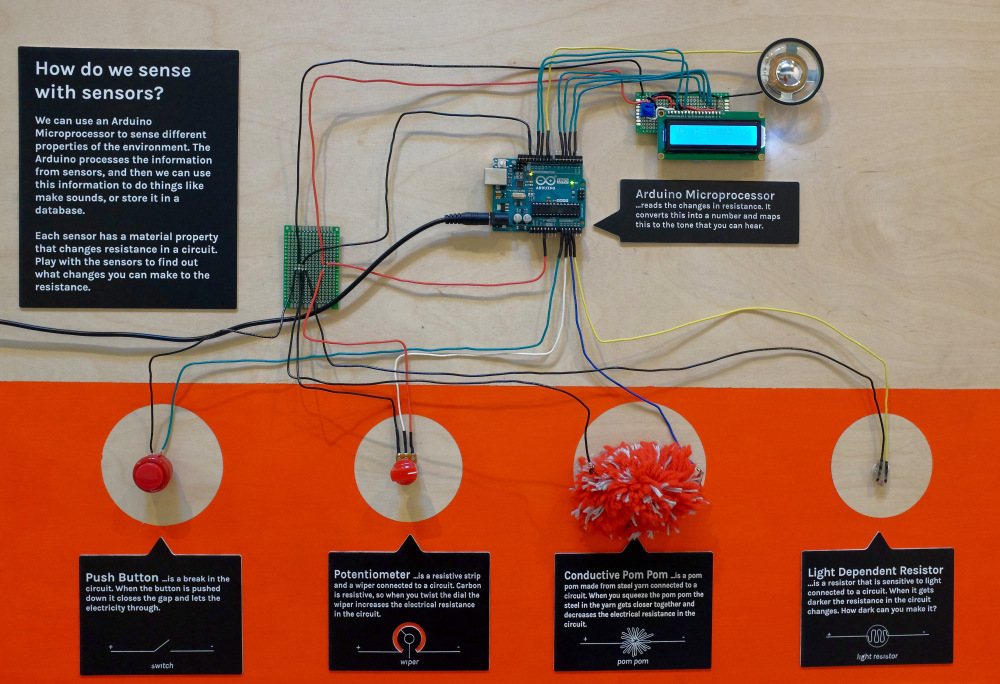 How do we sense
with sensors?
We can use an Arduino
Microprocessor to sense different
properties of the environment. The
Arduino processes the information
from sensors, and then we can use
this information to do things like
make sounds, or store it in a
database.
Each sensor has a material property
that changes resistance in a circuit.
Play with the sensors to find out
what changes you can make to the
resistance.
ARDUINO
Arduino Microprocessor
...reads the changes in resistance. It
converts this into a number and maps
this to the tone that you can hear.
Push Button ...is a break in the
circuit. When the button is pushed
down it closes the gap and lets the
electricity through.
+ -
switch
Potentiometer ...is a resistive strip
and a wiper connected to a circuit. Carbon
is resistive, so when you twist the dial the
wiper increases the electrical resistance
in the circuit.
+ -
wiper
Conductive Pom Pom ...is a pom
pom made from steel yarn connected to a
circuit. When you squeeze the pom pom the
steel in the yarn gets closer together and
decreases the electrical resistance in the
circuit.
+ -
pom pom
Light Dependent Resistor
...is a resistor that is sensitive to light
connected to a circuit. When it gets
darker the resistance in the circuit
changes. How dark can you make it?
+ -
light resistor